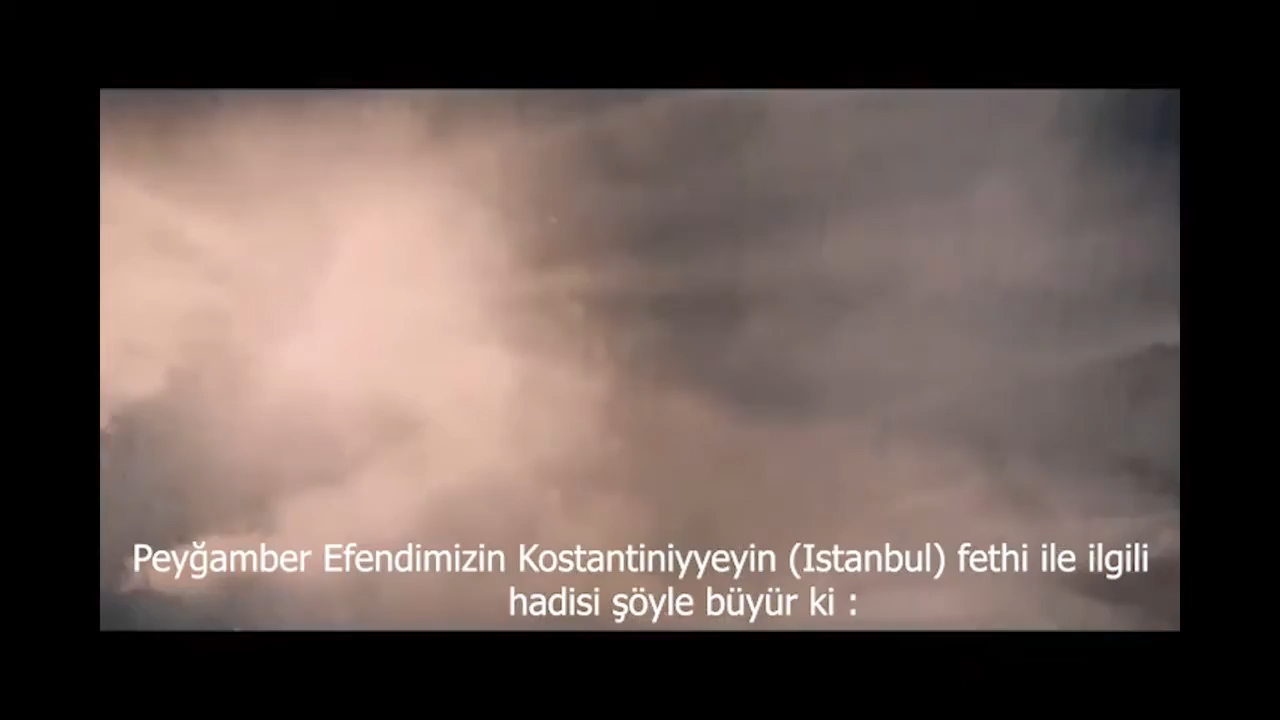 Peyğamber Efendimizin Kostantiniyyeyin (Istanbul) fethi ile ilgili
hadisi şöyle büyür ki :